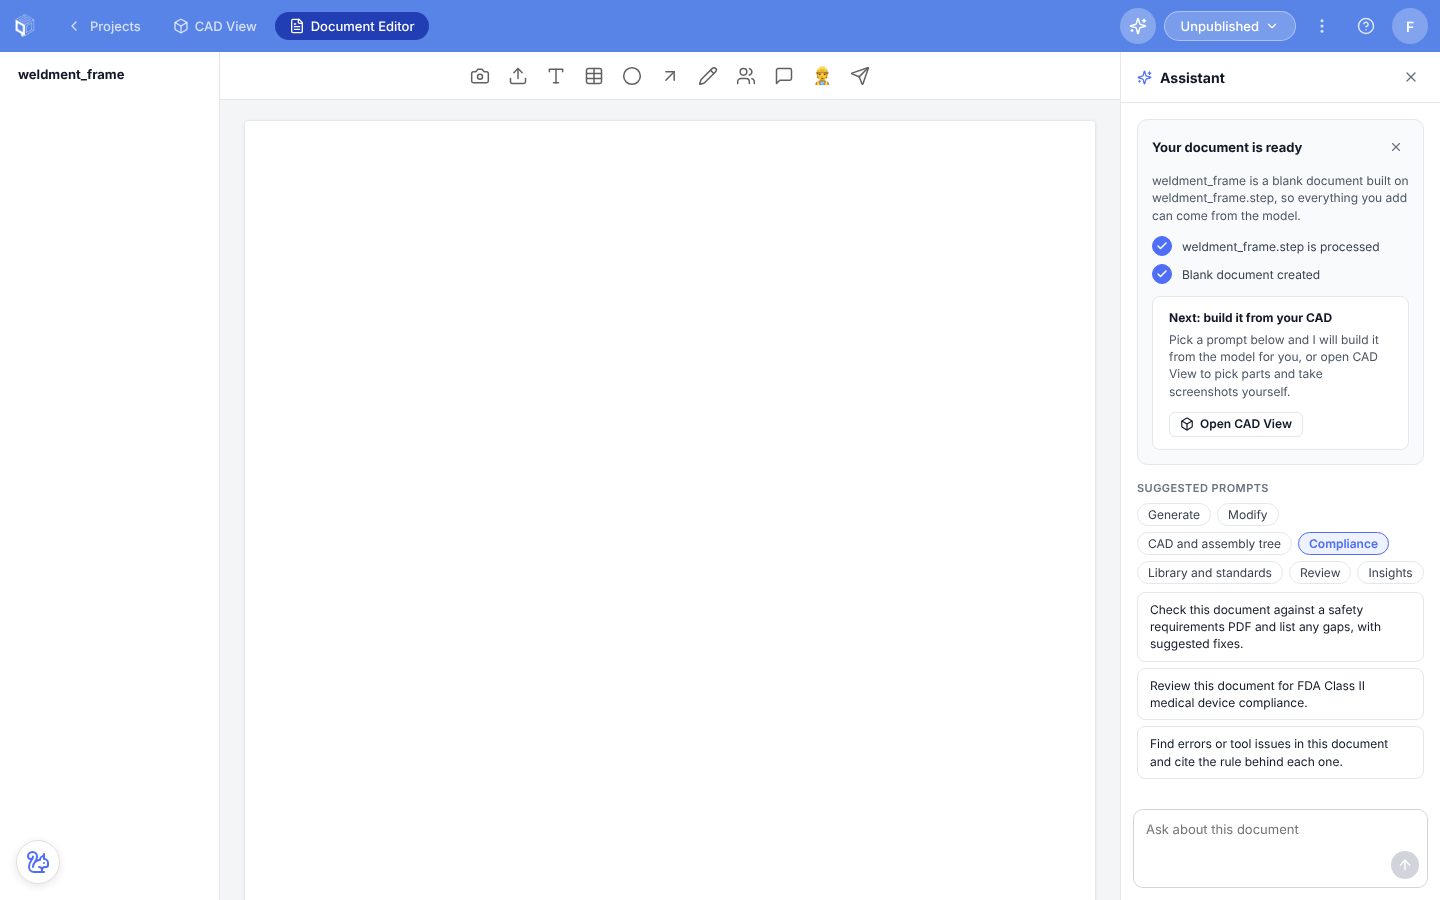 Projects
CAD View
Document Editor
Unpublished
F
weldment_frame
Assistant
Your document is ready
weldment_frame is a blank document built on
weldment_frame.step, so everything you add
can come from the model.
weldment_frame.step is processed
Blank document created
Next: build it from your CAD
Pick a prompt below and I will build it
from the model for you, or open CAD
View to pick parts and take
screenshots yourself.
Open CAD View
SUGGESTED PROMPTS
Generate
Modify
CAD and assembly tree
Compliance
Library and standards
Review
Insights
Check this document against a safety
requirements PDF and list any gaps, with
suggested fixes.
Review this document for FDA Class II
medical device compliance.
Find errors or tool issues in this document
and cite the rule behind each one.
Ask about this document